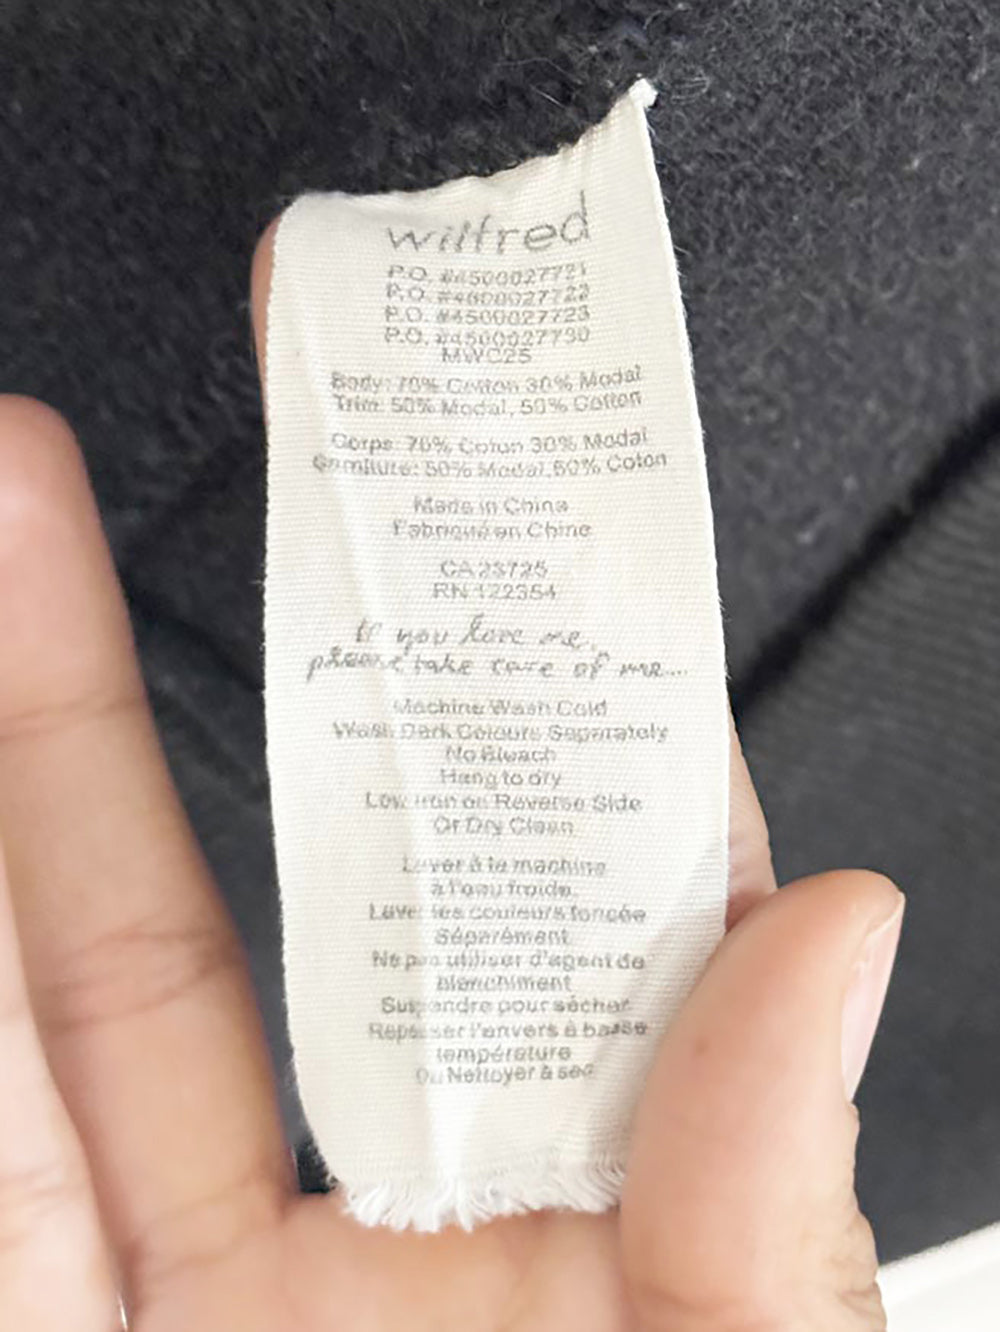 wilfred
P.O. #4500027721
P.O. #4500027722
P.O. #4500027723
P.O. #4500027730
MWC25
Body: 70% Cotton 30% Modal
Trim: 50% Modal, 50% Cotton
Corps: 70% Coton 30% Modal
Garniture: 50% Modal, 50% Coton
Made in China
Fabriqué en Chine
CA 23725
RN 122354
If you love me,
please take care of me...
Machine Wash Cold
Wash Dark Colours Separately
No Bleach
Hang to dry
Low Iron on Reverse Side
Or Dry Clean
Laver à la machine
à l'eau froide.
Laver les couleurs foncée
Séparément
Ne pas utiliser d'agent de
blanchiment
Suspendre pour sécher
Repasser l'envers à basse
température
Ou Nettoyer à sec